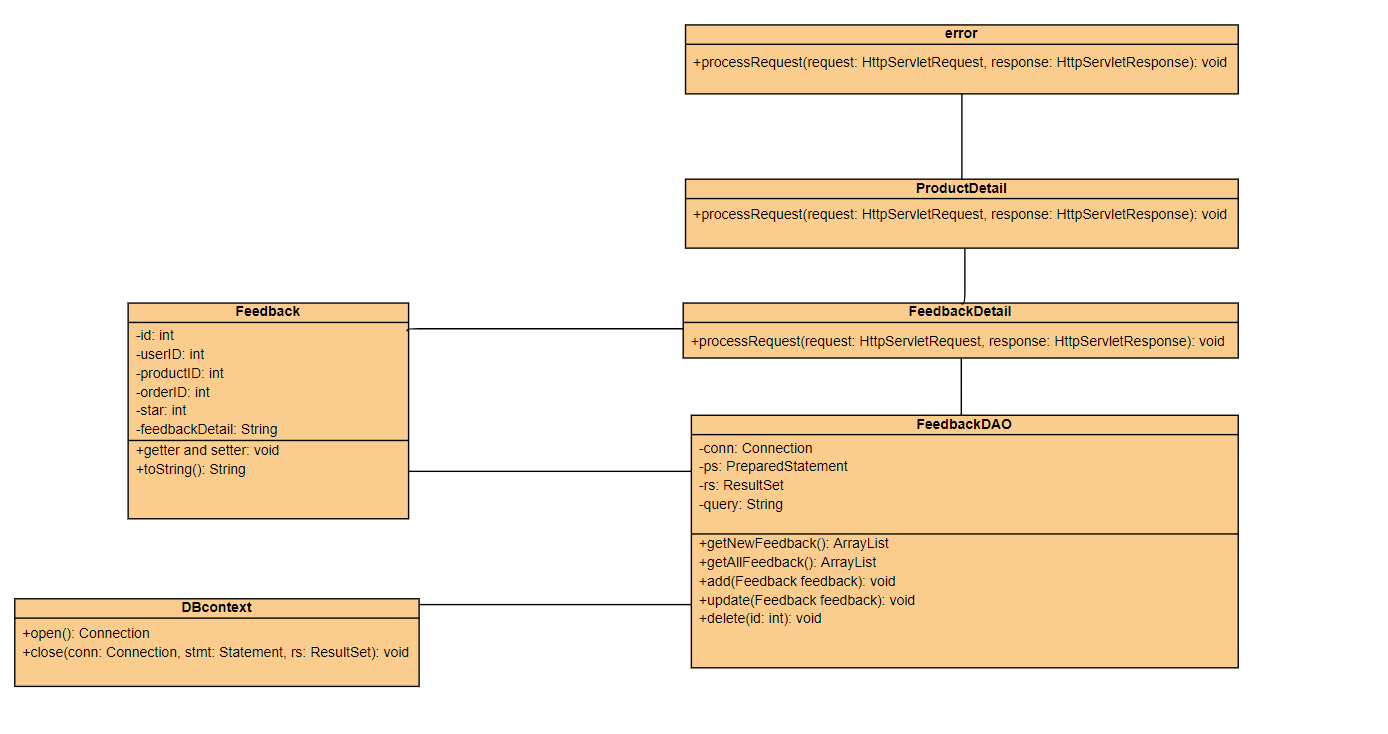 error
+processRequest(request: HttpServletRequest, response: HttpServletResponse): void
ProductDetail
+processRequest(request: HttpServletRequest, response: HttpServletResponse): void
Feedback
-id: int
-userID: int
-productID: int
-orderID: int
-star: int
-feedbackDetail: String
+getter and setter: void
+toString(): String
FeedbackDetail
+processRequest(request: HttpServletRequest, response: HttpServletResponse): void
FeedbackDAO
-conn: Connection
-ps: PreparedStatement
-rs: ResultSet
-query: String
+getNewFeedback(): ArrayList
+getAllFeedback(): ArrayList
+add(Feedback feedback): void
+update(Feedback feedback): void
+delete(id: int): void
DBcontext
+open(): Connection
+close(conn: Connection, stmt: Statement, rs: ResultSet): void